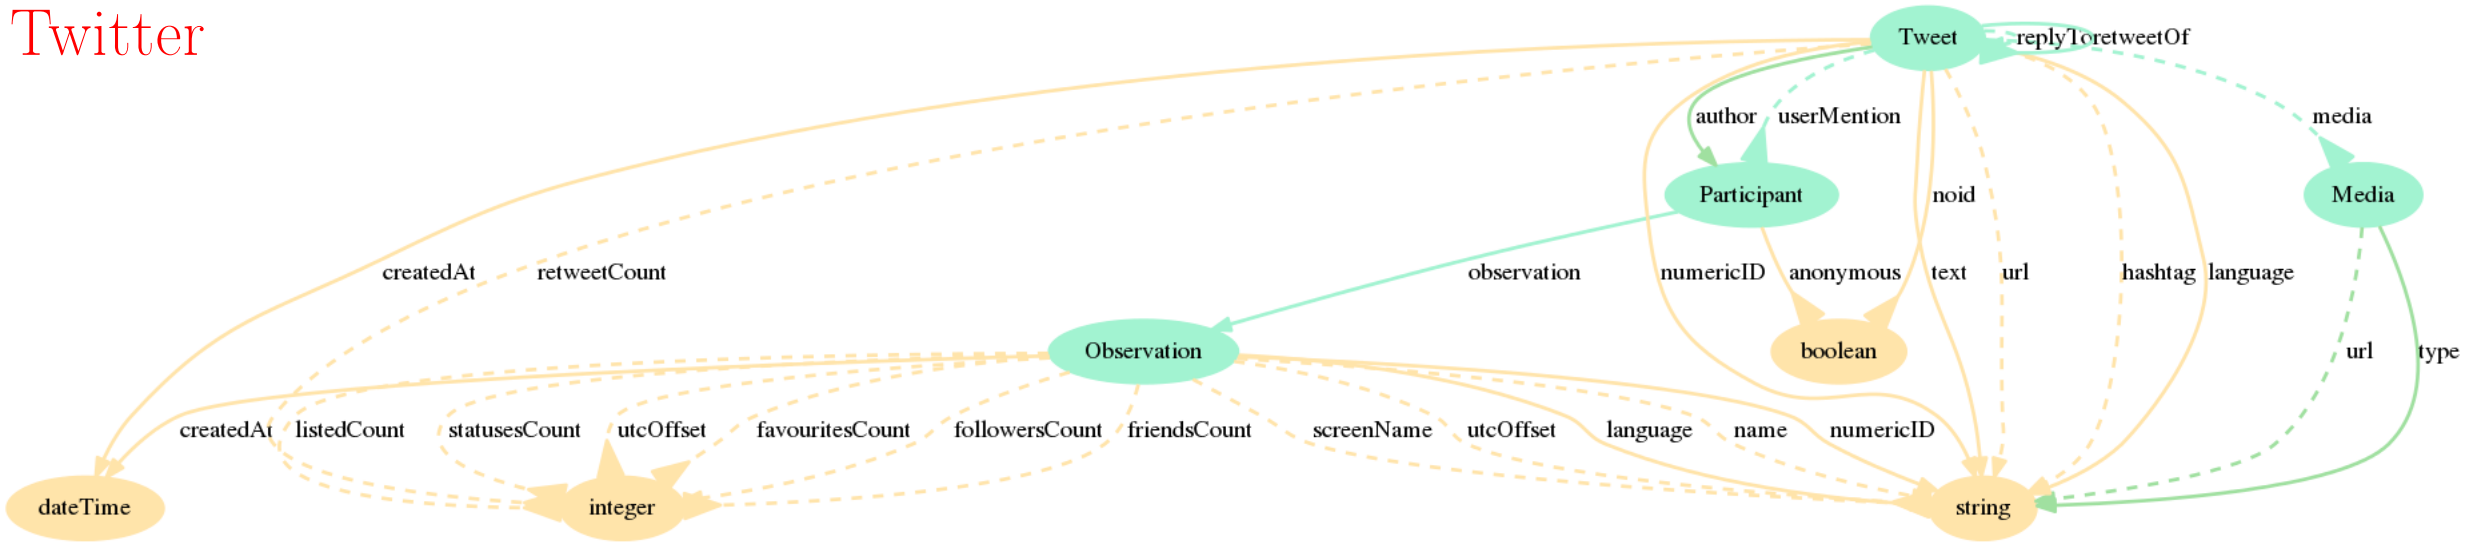 Twitter
Tweet
replyTo
retweetOf
author
userMention
media
Participant
noid
Media
createdAt
retweetCount
observation
numericID
anonymous
text
url
hashtag
language
Observation
boolean
url
type
createdAt
listedCount
statusesCount
utcOffset
favouritesCount
followersCount
friendsCount
screenName
utcOffset
language
name
numericID
dateTime
integer
string